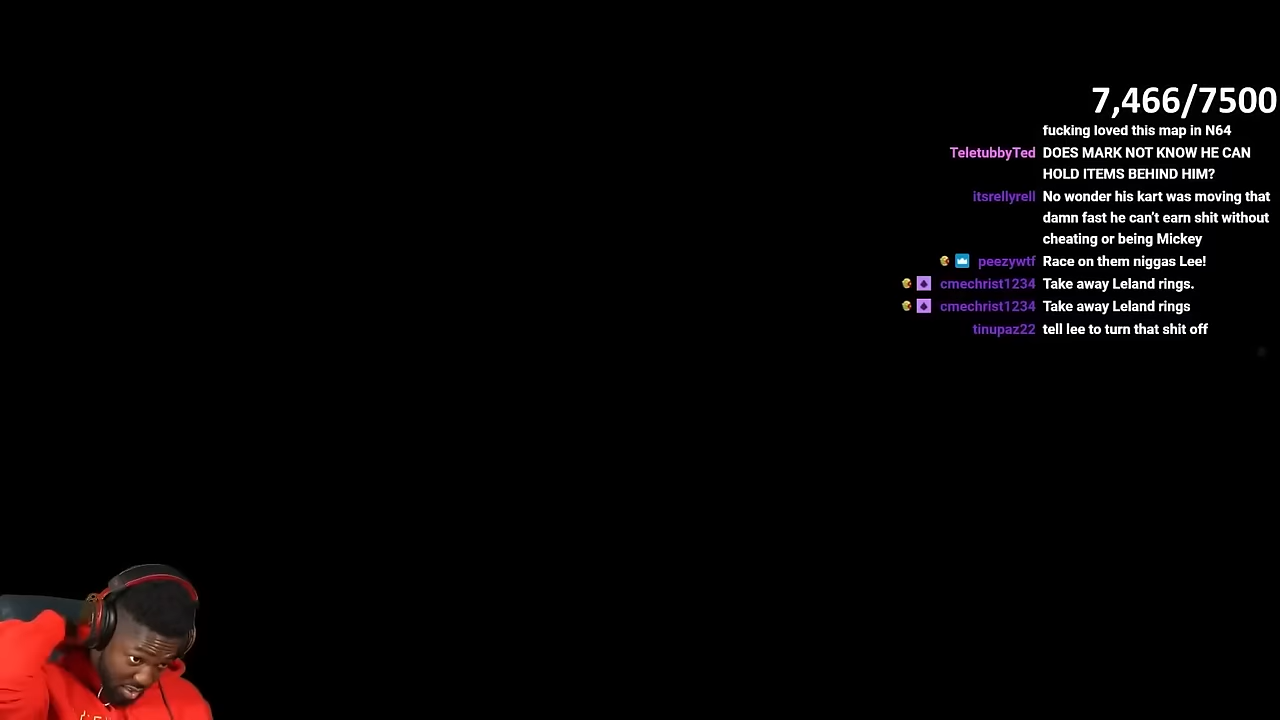 7,466/7500
fucking loved this map in N64
TeletubbyTed DOES MARK NOT KNOW HE CAN
HOLD ITEMS BEHIND HIM?
itsrellyrell No wonder his kart was moving that
damn fast he can't earn shit without
cheating or being Mickey
peezywtf Race on them niggas Lee!
cmechrist1234 Take away Leland rings.
cmechrist1234 Take away Leland rings
tinupaz22 tell lee to turn that shit off